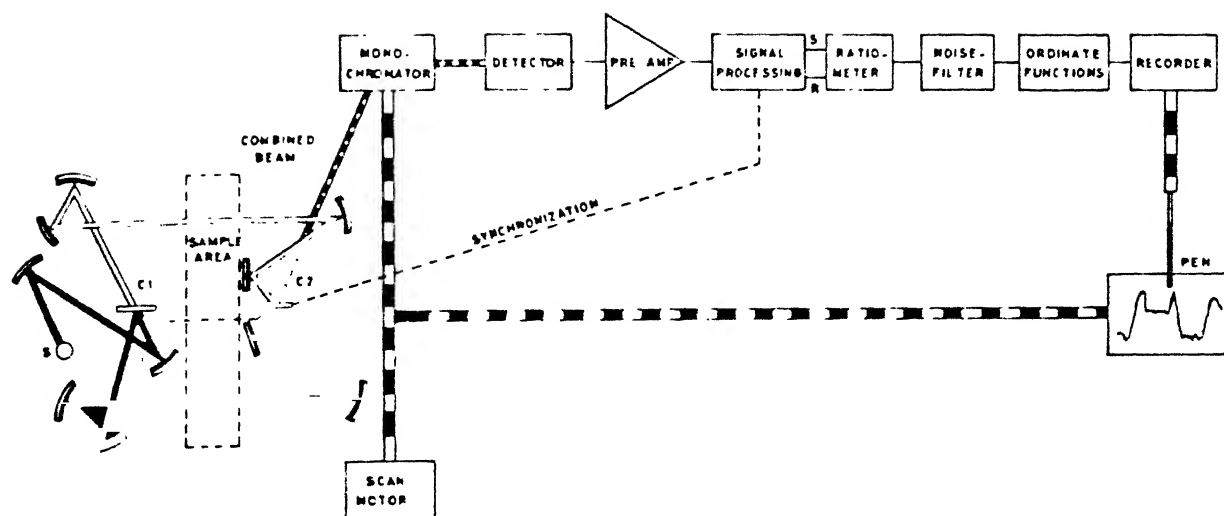 MONO-
CHROMATOR
DETECTOR
PRE AMP
SIGNAL
PROCESSING
S
R
RATIO-
METER
NOISE-
FILTER
ORDINATE
FUNCTIONS
RECORDER
COMBINED
BEAM
SYNCHRONIZATION
SAMPLE
AREA
C1
C2
S
PEN
SCAN
MOTOR